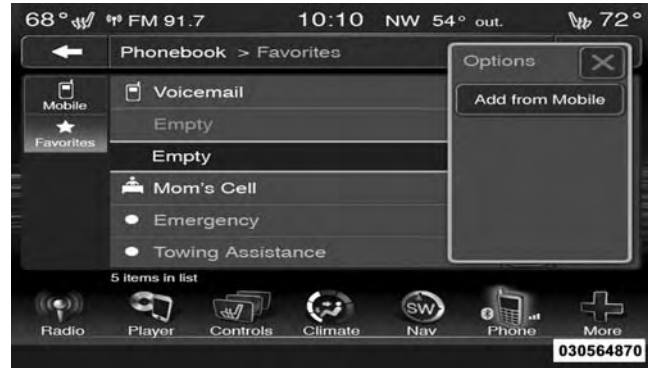 68° FM 91.7 10:10 NW 54° out. 72°
Phonebook > Favorites
Options
Mobile
Voicemail
Add from Mobile
Favorites
Empty
Empty
Mom's Cell
Emergency
Towing Assistance
5 items in list
SW
Radio Player Controls Climate Nav Phone More
030564870